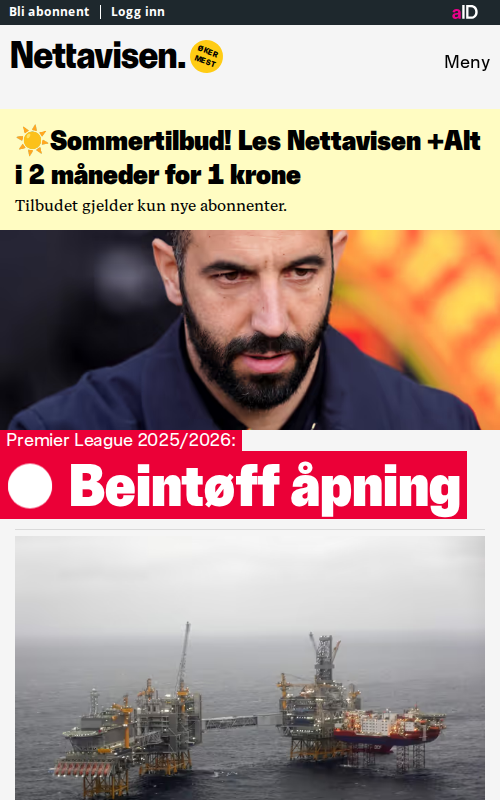 Bli abonnent | Logg inn
aID
Nettavisen.
ØKER
MEST
Meny
☀️Sommertilbud! Les Nettavisen +Alt
i 2 måneder for 1 krone
Tilbudet gjelder kun nye abonnenter.
Premier League 2025/2026:
Beintøff åpning